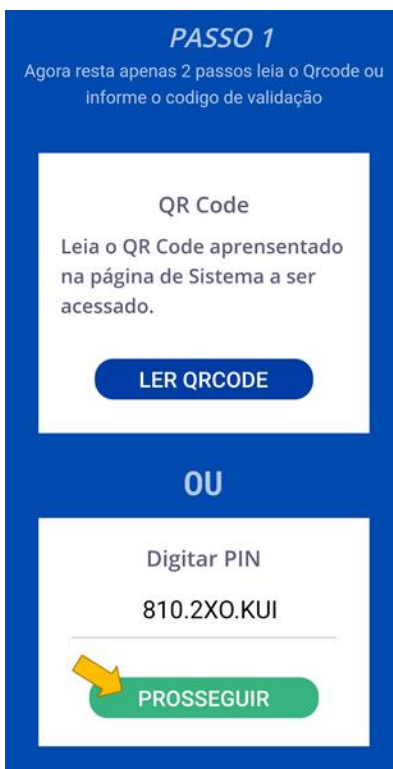 PASSO 1
Agora resta apenas 2 passos leia o Qrcode ou
informe o codigo de validação
QR Code
Leia o QR Code aprensentado
na página de Sistema a ser
acessado.
LER QRCODE
OU
Digitar PIN
810.2XO.KUI
PROSSEGUIR